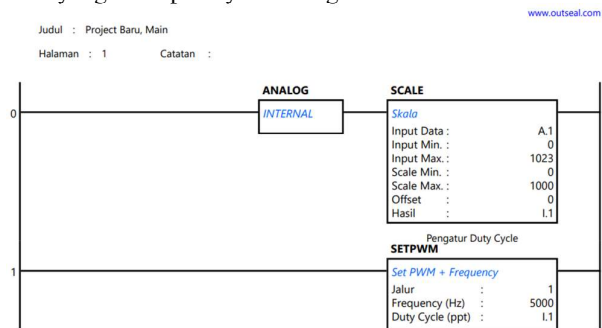 www.outseal.com
Judul : Project Baru, Main
Halaman : 1 Catatan :
ANALOG SCALE
0
INTERNAL Skala
Input Data : A.1
Input Min. : 0
Input Max. : 1023
Scale Min. : 0
Scale Max. : 1000
Offset : 0
Hasil : I.1
Pengatur Duty Cycle
SETPWM
1
Set PWM + Frequency
Jalur : 1
Frequency (Hz) : 5000
Duty Cycle (ppt) : I.1